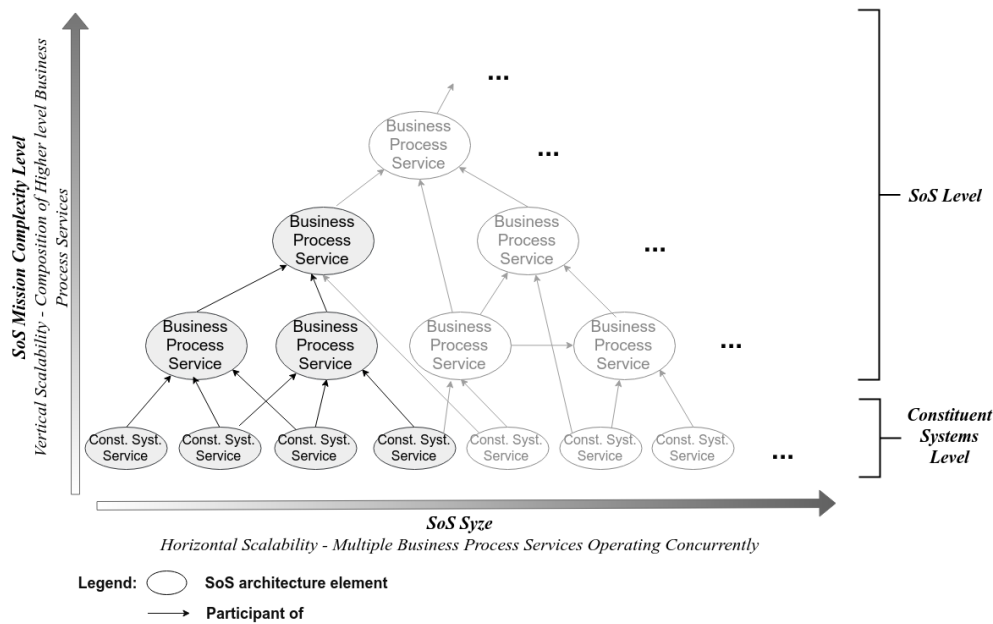 SoS Mission Complexity Level
Vertical Scalability - Composition of Higher level Business
Process Services
...
Business
Process
Service
...
SoS Level
Business
Process
Service
Business
Process
Service
...
Business
Process
Service
Business
Process
Service
Business
Process
Service
Business
Process
Service
...
Const. Syst.
Service
Const. Syst.
Service
Const. Syst.
Service
Const. Syst.
Service
Const. Syst.
Service
Const. Syst.
Service
Const. Syst.
Service
...
Constituent
Systems
Level
SoS Syze
Horizontal Scalability - Multiple Business Process Services Operating Concurrently
Legend:
SoS architecture element
Participant of